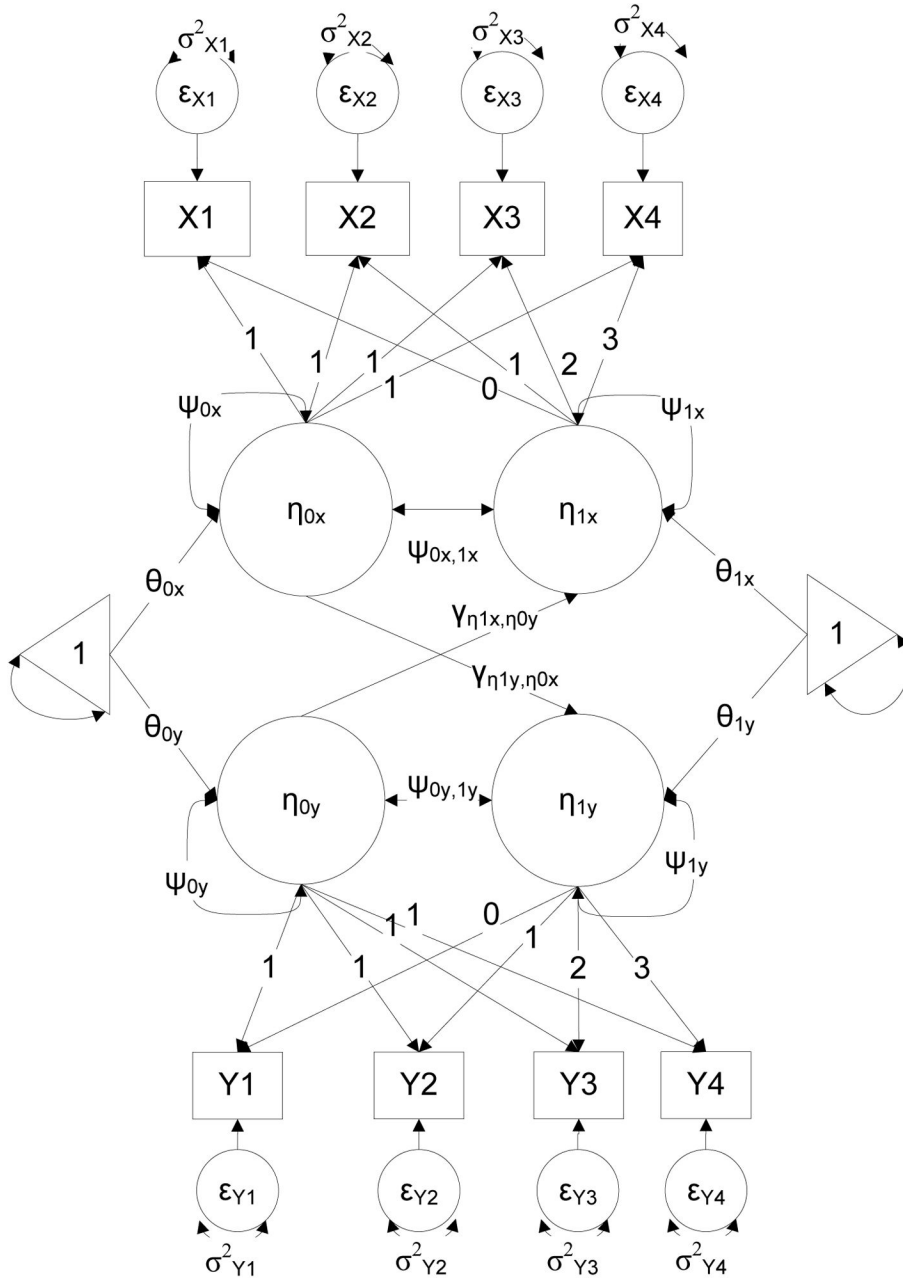 σ²X1 σ²X2 σ²X3 σ²X4
εX1 εX2 εX3 εX4
X1 X2 X3 X4
1 1 1 1 0 1 2 3
ψ0x ψ1x
η0x η1x
ψ0x,1x
θ0x θ1x
γη1x,η0y
1 1
γη1y,η0x
θ0y θ1y
ψ0y,1y
η0y η1y
ψ0y ψ1y
1 1 1 1 0 1 2 3
Y1 Y2 Y3 Y4
εY1 εY2 εY3 εY4
σ²Y1 σ²Y2 σ²Y3 σ²Y4